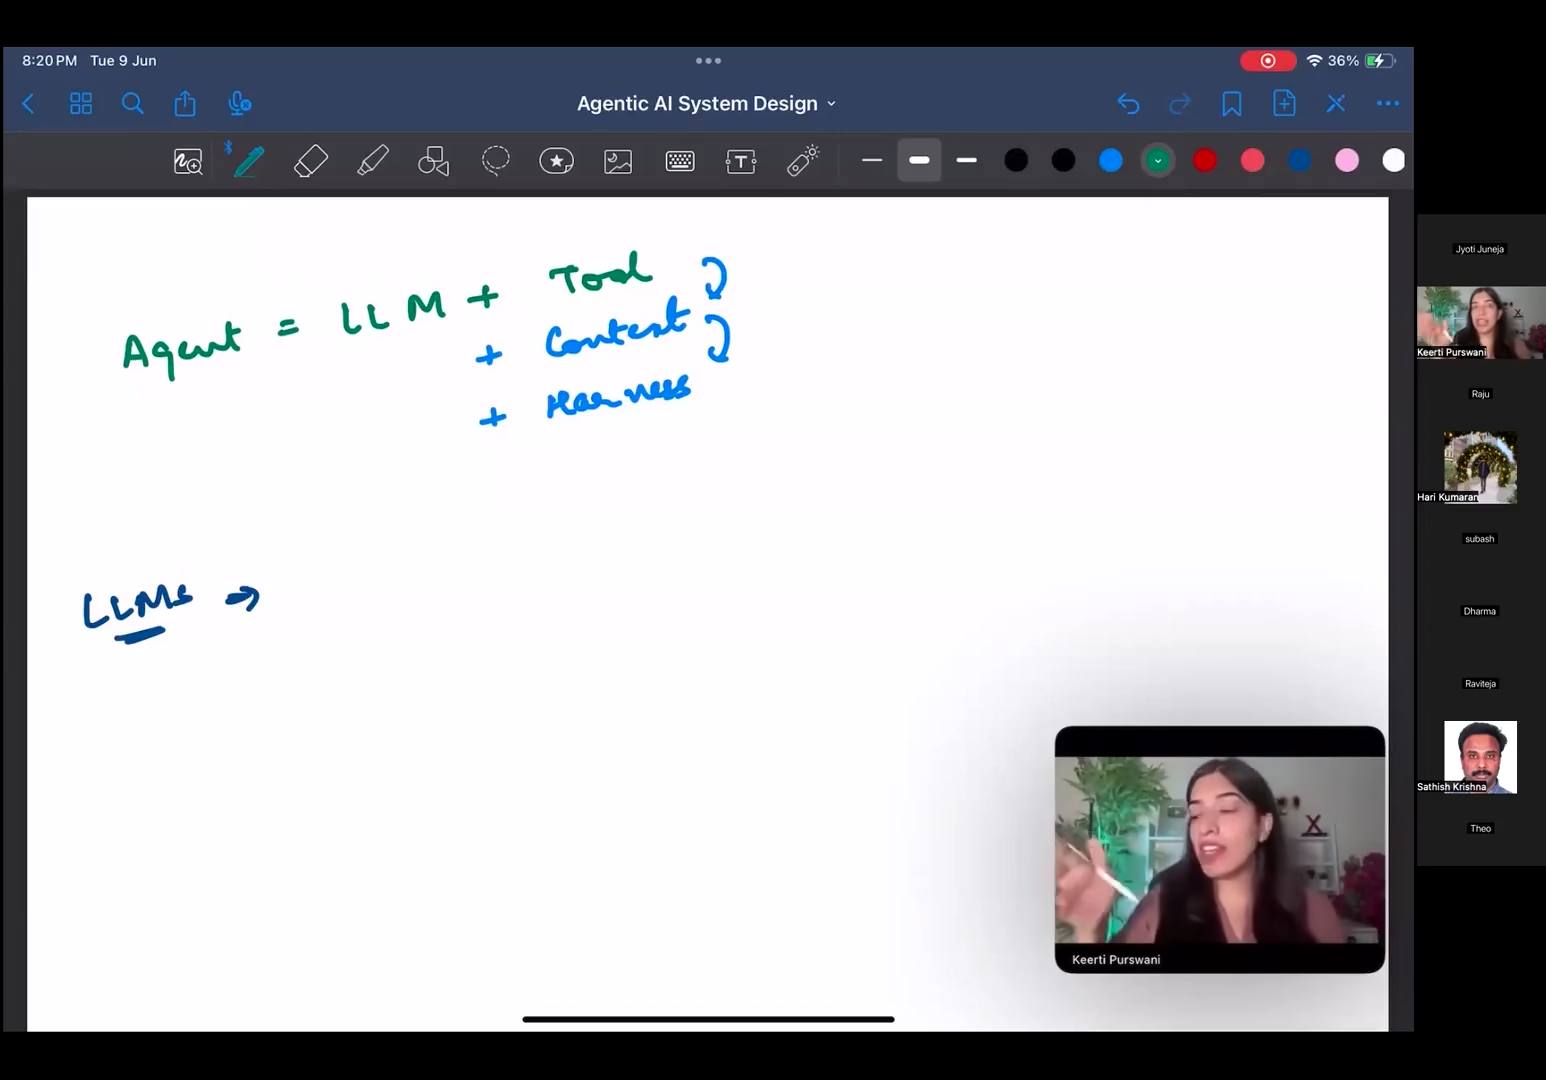 8:20 PM Tue 9 Jun
36%
Agentic AI System Design
T
Agent = LLM + Tool
+ Context
+ Harness
LLMs →
Keerti Purswani
Jyoti Juneja
Keerti Purswani
Raju
Hari Kumaran
subash
Dharma
Raviteja
Sathish Krishna
Theo